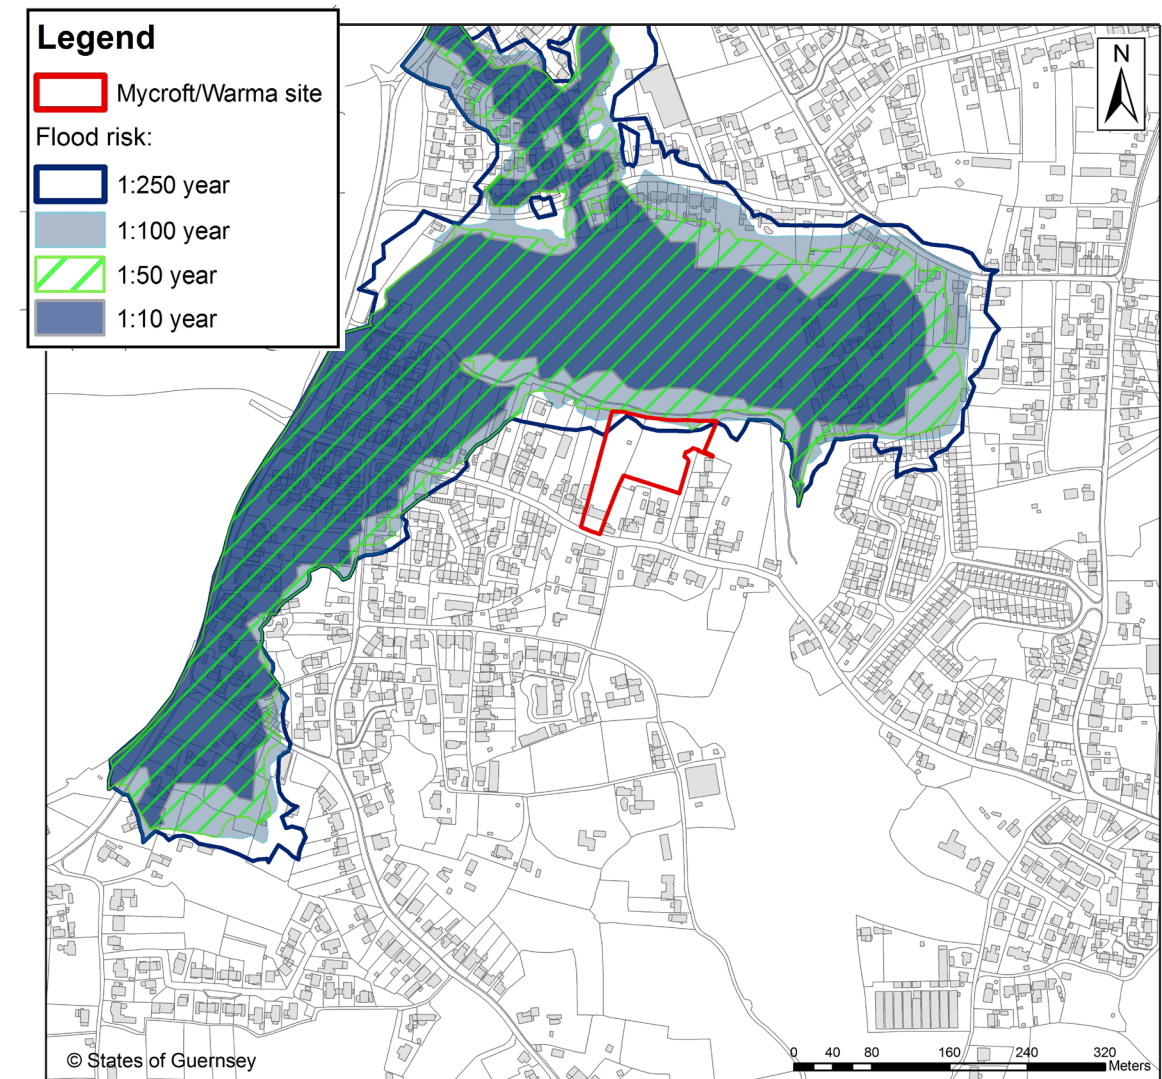 Legend
Mycroft/Warma site
Flood risk:
1:250 year
1:100 year
1:50 year
1:10 year
N
© States of Guernsey
0 40 80 160 240 320
Meters